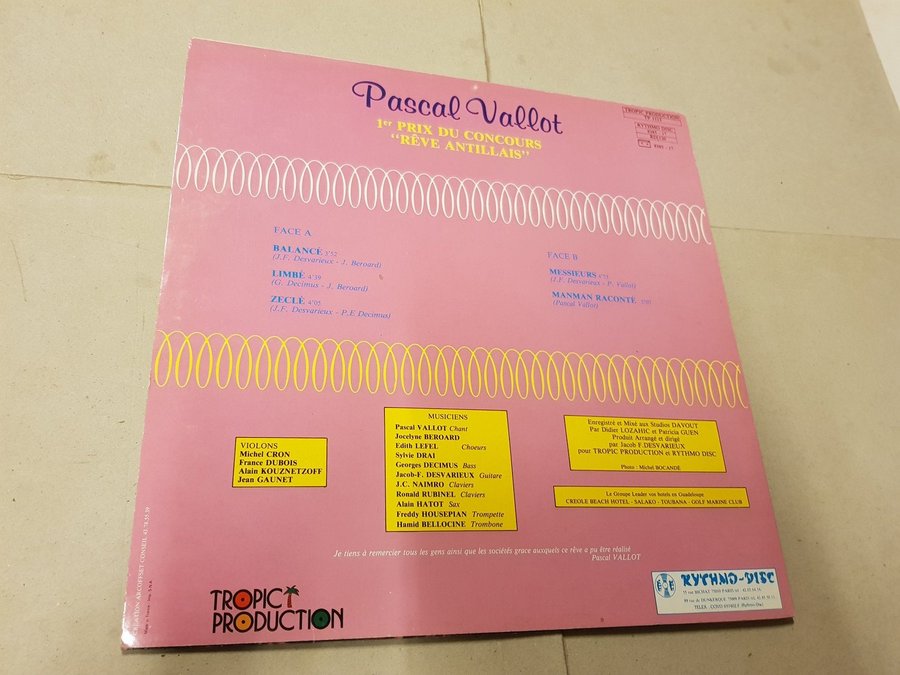 Pascal Vallot
1er PRIX DU CONCOURS
"RÊVE ANTILLAIS"
TROPIC PRODUCTION
RYTHMO DISC
FACE A
BALANCÉ 3'52
(J.F. Desvarieux - J. Beroard)
LIMBÉ 4'39
(G. Decimus - J. Beroard)
ZECLÈ 4'05
(J.F. Desvarieux - P.E Decimus)
FACE B
MESSIEURS
(J.F. Desvarieux - P. Vallot)
MANMAN RACONTÉ
(Pascal Vallot)
VIOLONS
Michel CRON
France DUBOIS
Alain KOUZNETZOFF
Jean GAUNET
MUSICIENS
Pascal VALLOT Chant
Jocelyne BEROARD
Edith LEFEL Choeurs
Sylvie DRAI
Georges DECIMUS Bass
Jacob-F. DESVARIEUX Guitare
J.C. NAIMRO Claviers
Ronald RUBINEL Claviers
Alain HATOT Sax
Freddy HOUSEPIAN Trompette
Hamid BELLOCINE Trombone
Enregistré et Mixé aux Studios DAVOUT
Par Didier LOZAHIC et Patricia GUEN
Produit Arrangé et dirigé
par Jacob F.DESVARIEUX
pour TROPIC PRODUCTION et RYTHMO DISC
Photo : Michel BOCANDÉ
Le Groupe Leader vos hotels en Guadeloupe
CREOLE BEACH HOTEL - SALAKO - TOUBANA - GOLF MARINE CLUB
Je tiens à remercier tous les gens ainsi que les sociétés grace auxquels ce rêve a pu être réalisé
Pascal VALLOT
TROPIC
PRODUCTION
RYTHMO-DISC